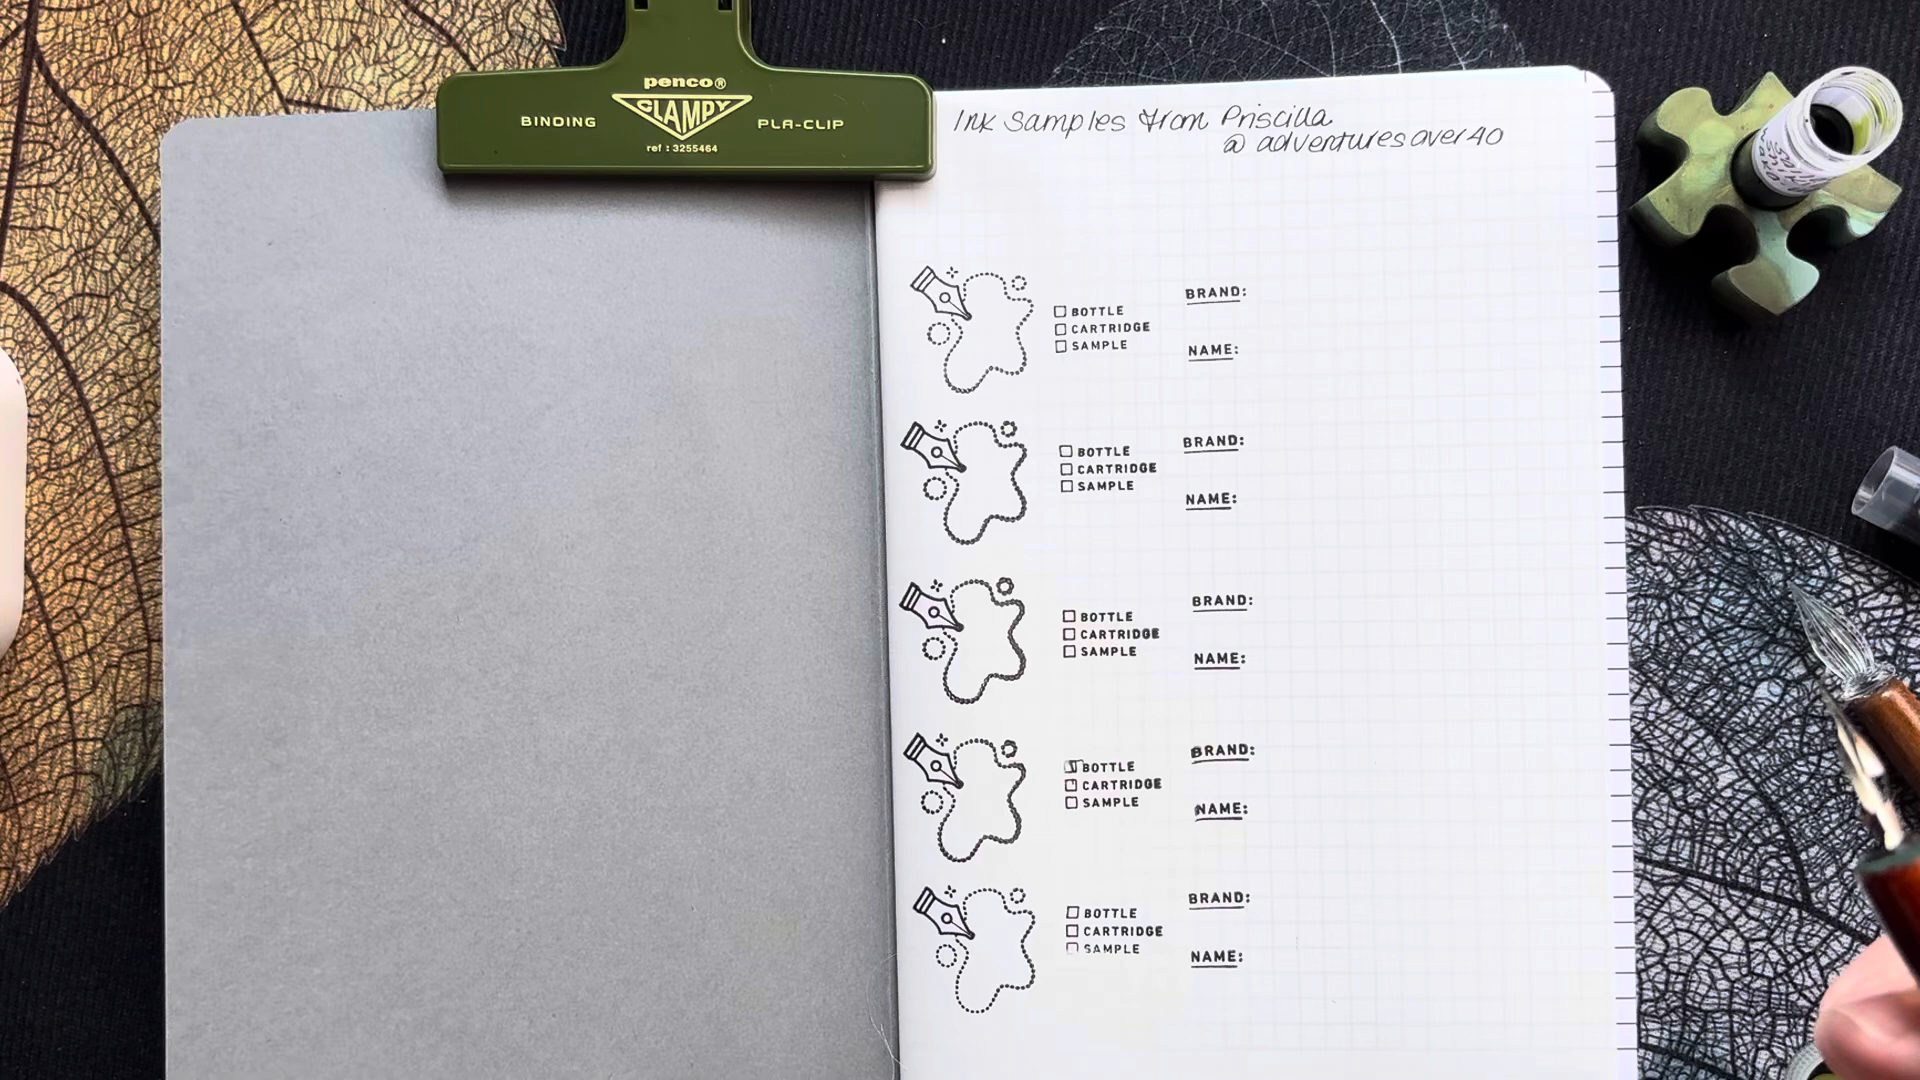 penco®
CLAMPY
BINDING PLA-CLIP
ref : 3255464
Ink Samples from Priscilla
@ adventuresover40
BRAND:
BOTTLE
CARTRIDGE
SAMPLE
NAME:
BRAND:
BOTTLE
CARTRIDGE
SAMPLE
NAME:
BRAND:
BOTTLE
CARTRIDGE
SAMPLE
NAME:
BRAND:
BOTTLE
CARTRIDGE
SAMPLE
NAME:
BRAND:
BOTTLE
CARTRIDGE
SAMPLE
NAME: